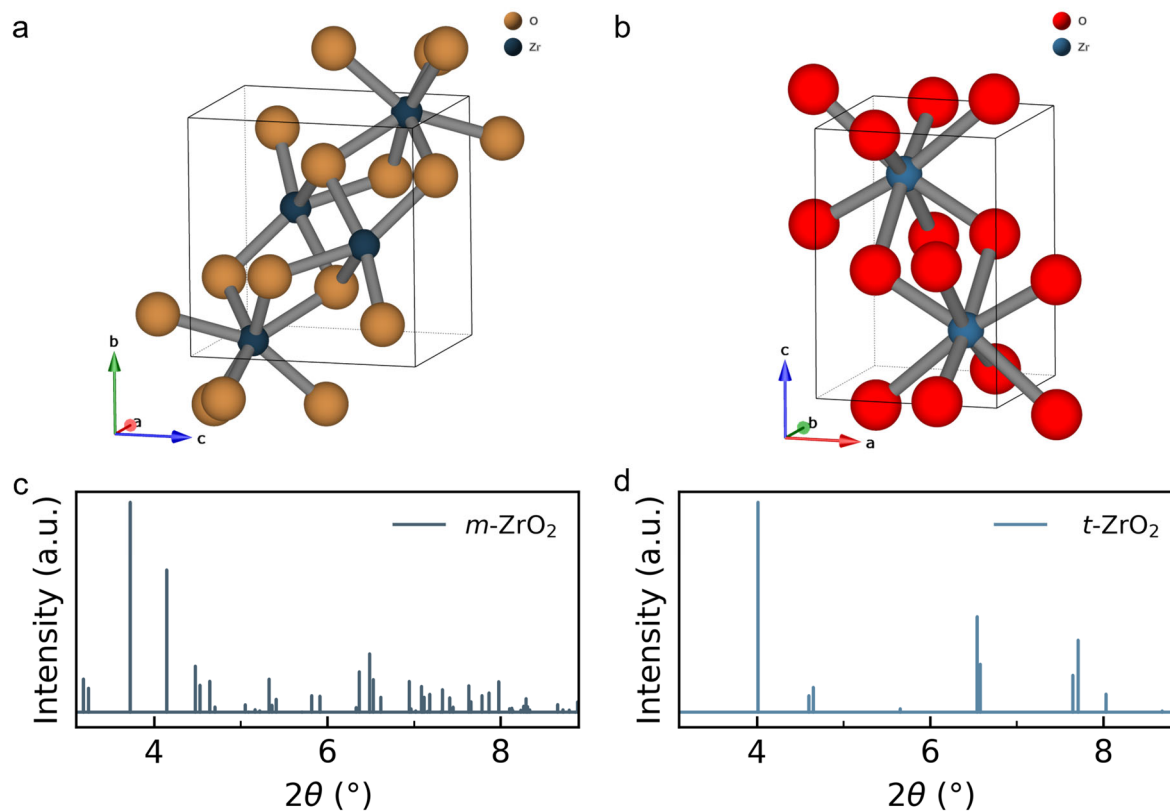 a
O
Zr
b
a
c
b
O
Zr
c
b
a
c
Intensity (a.u.)
m-ZrO₂
4
6
8
2θ (°)
d
Intensity (a.u.)
t-ZrO₂
4
6
8
2θ (°)